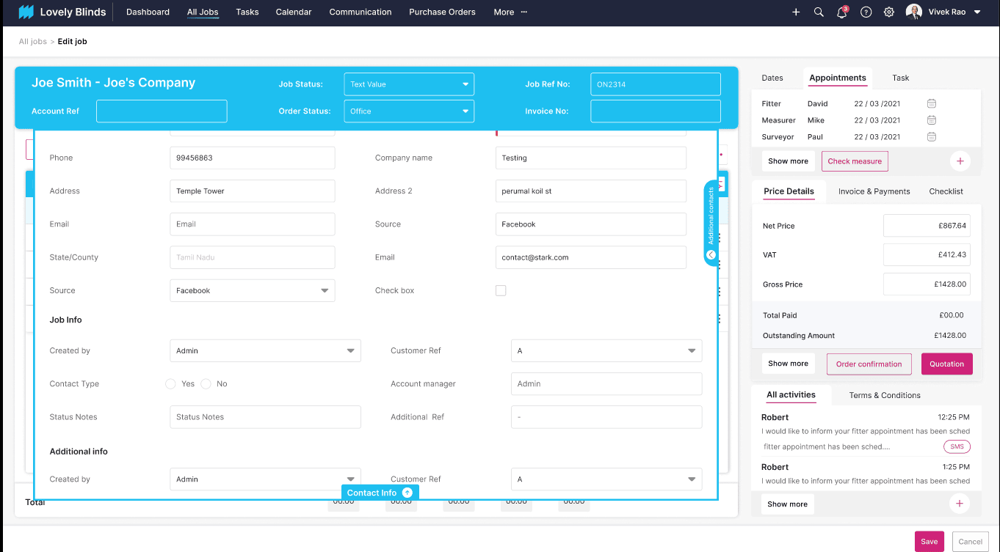 Lovely Blinds Dashboard All Jobs Tasks Calendar Communication Purchase Orders More 3 Vivek Rao
All jobs > Edit job
Joe Smith - Joe's Company Job Status: Text Value Job Ref No: ON2314
Account Ref Order Status: Office Invoice No:
Phone 99456863 Company name Testing
Address Temple Tower Address 2 perumal koil st
Email Email Source Facebook
State/County Tamil Nadu Email contact@stark.com
Source Facebook Check box
Additional contacts
Job Info
Created by Admin Customer Ref A
Contact Type Yes No Account manager Admin
Status Notes Status Notes Additional Ref -
Additional info
Created by Admin Customer Ref A
Contact Info
Total 00.00 00.00 00.00 00.00 00.00
Dates Appointments Task
Fitter David 22 / 03 /2021
Measurer Mike 22 / 03 /2021
Surveyor Paul 22 / 03 /2021
Show more Check measure
Price Details Invoice & Payments Checklist
Net Price £867.64
VAT £412.43
Gross Price £1428.00
Total Paid £00.00
Outstanding Amount £1428.00
Show more Order confirmation Quotation
All activities Terms & Conditions
Robert 12:25 PM
I would like to inform your fitter appointment has been sched
fitter appointment has been sched.... SMS
Robert 1:25 PM
I would like to inform your fitter appointment has been sched
Show more
Save Cancel